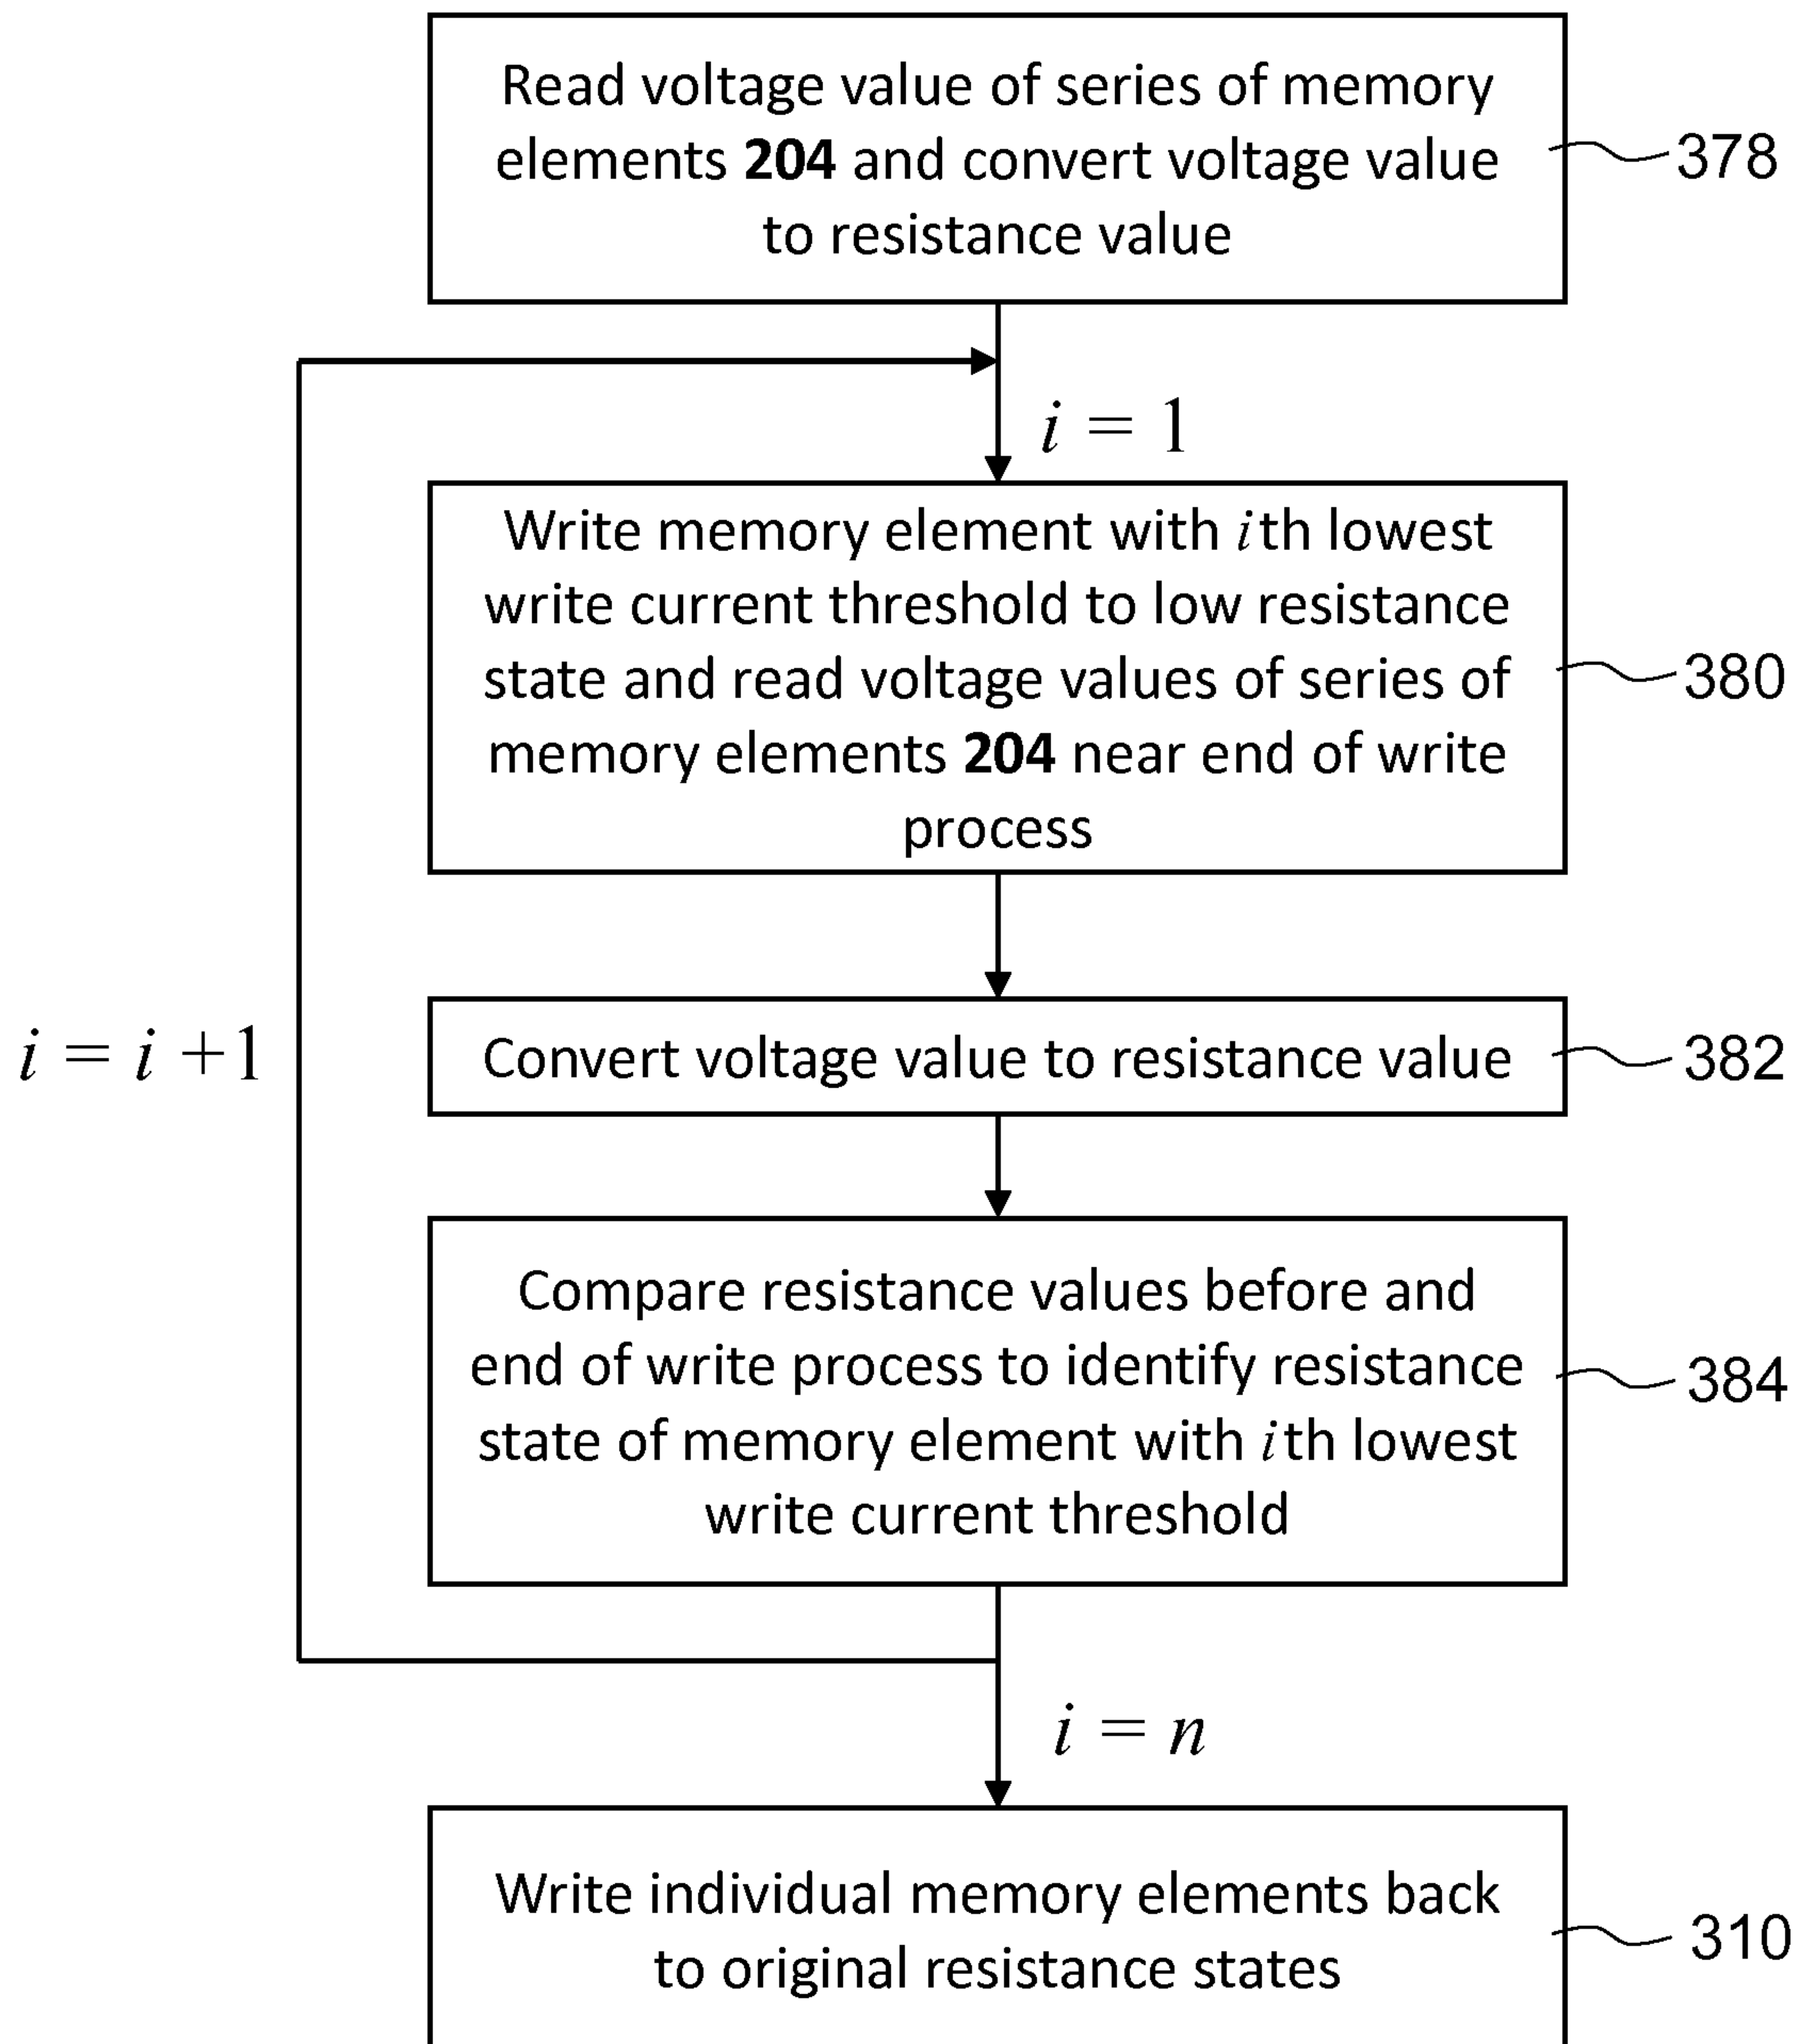 Read voltage value of series of memory
elements 204 and convert voltage value
to resistance value
378
i = 1
Write memory element with ith lowest
write current threshold to low resistance
state and read voltage values of series of
memory elements 204 near end of write
process
380
i = i +1
Convert voltage value to resistance value
382
Compare resistance values before and
end of write process to identify resistance
state of memory element with ith lowest
write current threshold
384
i = n
Write individual memory elements back
to original resistance states
310